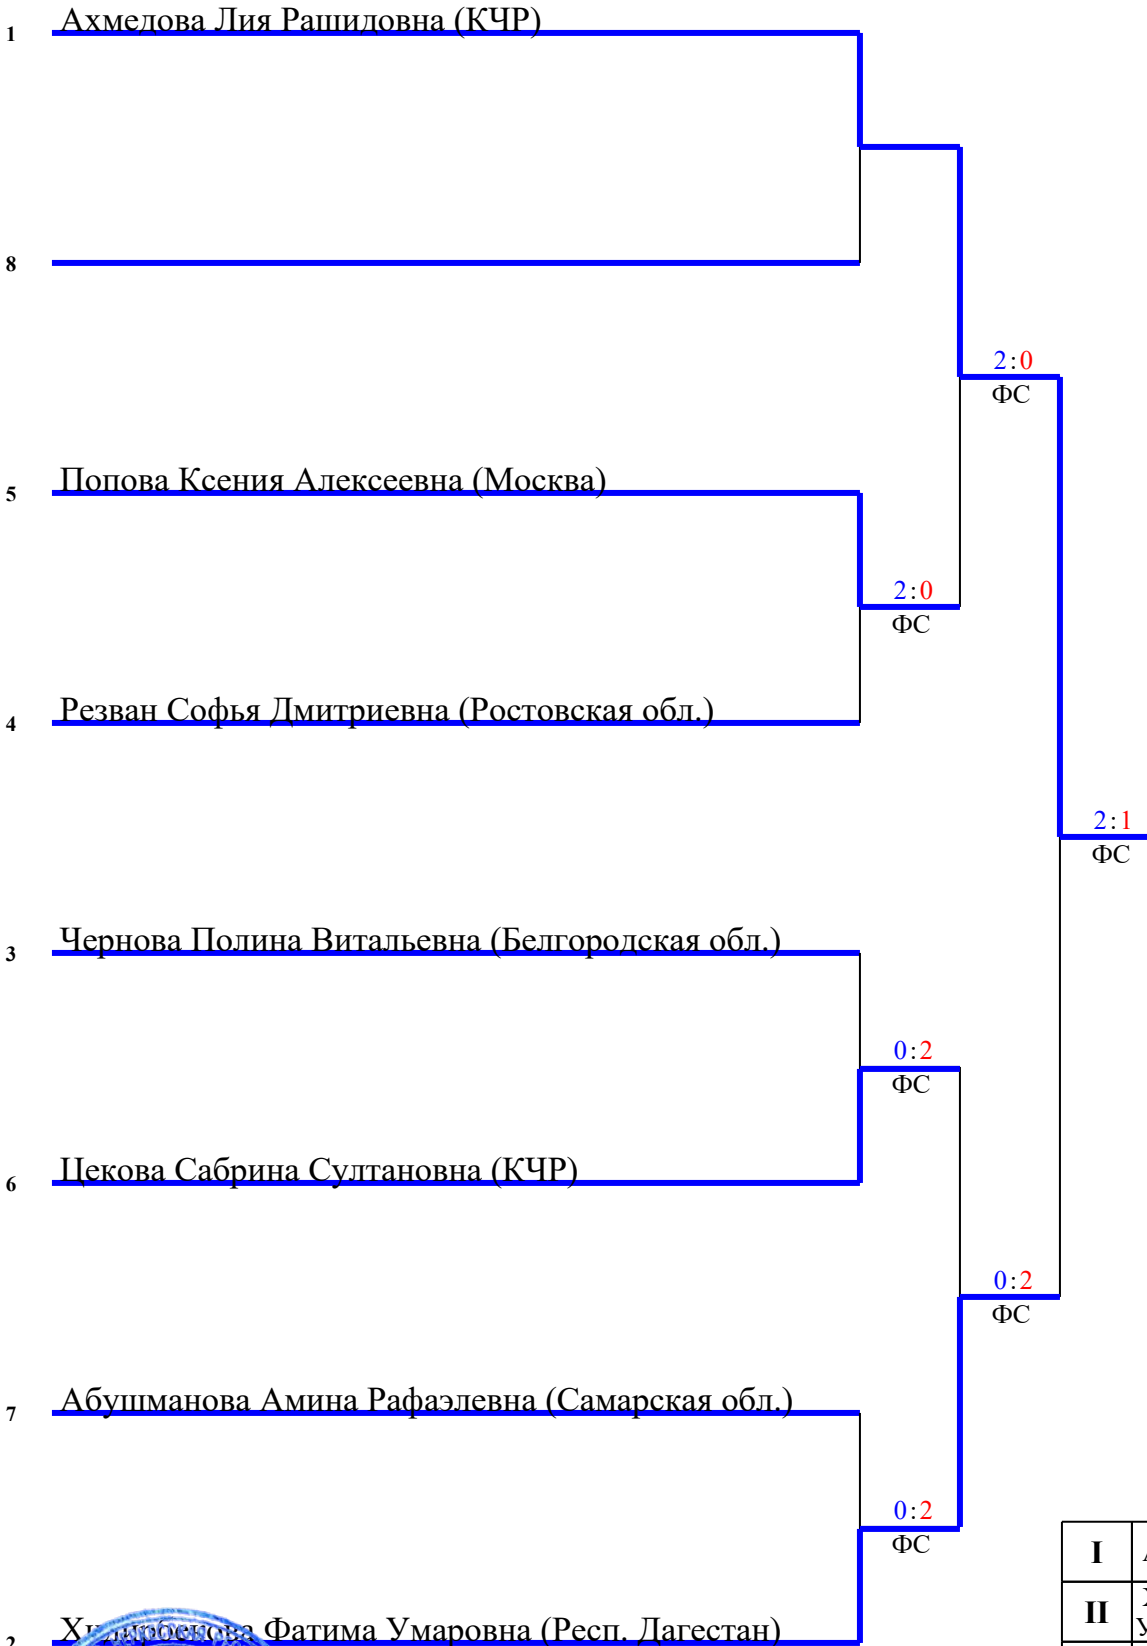 1 Ахмедова Лия Рашидовна (КЧР)
8
2:0
ФС
5 Попова Ксения Алексеевна (Москва)
2:0
ФС
4 Резван Софья Дмитриевна (Ростовская обл.)
2:1
ФС
3 Чернова Полина Витальевна (Белгородская обл.)
0:2
ФС
6 Цекова Сабрина Султановна (КЧР)
0:2
ФС
7 Абушманова Амина Рафаэлевна (Самарская обл.)
0:2
ФС
I
II
2 Фатима Умаровна (Респ. Дагестан)